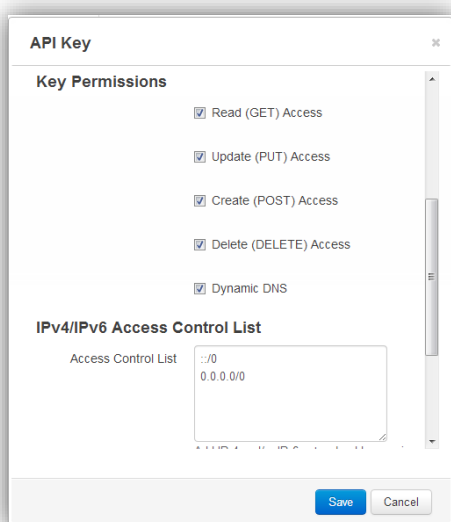 API Key ×
Key Permissions
Read (GET) Access
Update (PUT) Access
Create (POST) Access
Delete (DELETE) Access
Dynamic DNS
IPv4/IPv6 Access Control List
Access Control List
::/0
0.0.0.0/0
Save Cancel